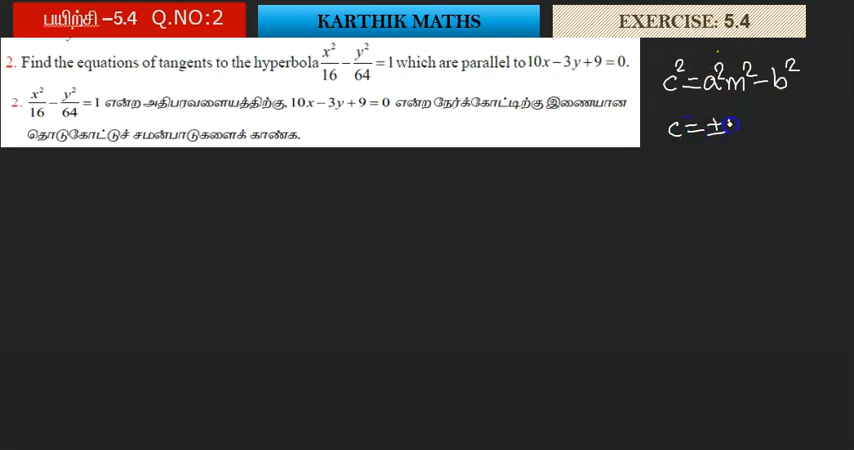 பயிற்சி –5.4 Q.NO:2
KARTHIK MATHS
EXERCISE: 5.4
2. Find the equations of tangents to the hyperbola x²/16 − y²/64 = 1 which are parallel to 10x − 3y + 9 = 0.
2. x²/16 − y²/64 = 1 என்ற அதிபரவளையத்திற்கு, 10x − 3y + 9 = 0 என்ற நேர்க்கோட்டிற்கு இணையான
தொடுகோட்டுச் சமன்பாடுகளைக் காண்க.
c² = a²m² − b²
c = ±